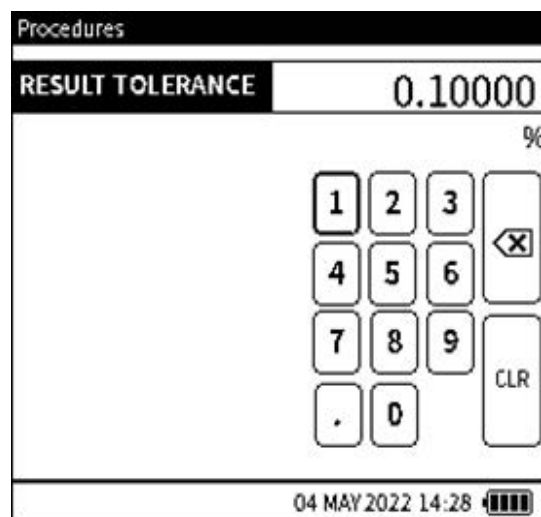 Procedures
RESULT TOLERANCE 0.10000
%
1 2 3
4 5 6
7 8 9
CLR
. 0
04 MAY 2022 14:28